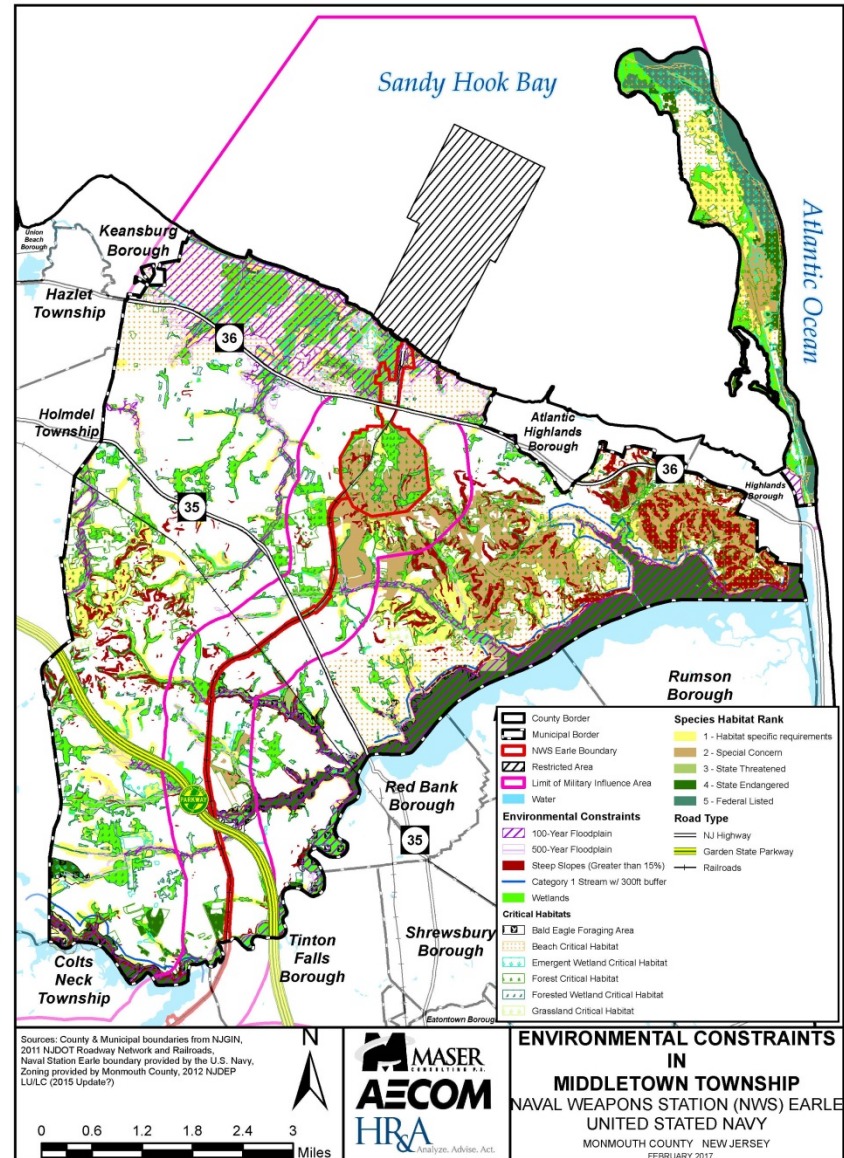 Sandy Hook Bay
Atlantic Ocean
Union
Beach
Borough
Keansburg
Borough
Hazlet
Township
36
Holmdel
Township
Atlantic
Highlands
Borough
36
Highlands
Borough
35
Rumson
Borough
PARKWAY
Red Bank
Borough
35
Tinton
Falls
Borough
Shrewsbury
Borough
Colts
Neck
Township
Eatontown Borough
County Border
Municipal Border
NWS Earle Boundary
Restricted Area
Limit of Military Influence Area
Water
Environmental Constraints
100-Year Floodplain
500-Year Floodplain
Steep Slopes (Greater than 15%)
Category 1 Stream w/ 300ft buffer
Wetlands
Critical Habitats
Bald Eagle Foraging Area
Beach Critical Habitat
Emergent Wetland Critical Habitat
Forest Critical Habitat
Forested Wetland Critical Habitat
Grassland Critical Habitat
Species Habitat Rank
1 - Habitat specific requirements
2 - Special Concern
3 - State Threatened
4 - State Endangered
5 - Federal Listed
Road Type
NJ Highway
Garden State Parkway
Railroads
Sources: County & Municipal boundaries from NJGIN,
2011 NJDOT Roadway Network and Railroads,
Naval Station Earle boundary provided by the U.S. Navy,
Zoning provided by Monmouth County, 2012 NJDEP
LU/LC (2015 Update?)
N
0 0.6 1.2 1.8 2.4 3
Miles
MASER
CONSULTING P.A.
AECOM
HR&A
Analyze. Advise. Act.
ENVIRONMENTAL CONSTRAINTS
IN
MIDDLETOWN TOWNSHIP
NAVAL WEAPONS STATION (NWS) EARLE
UNITED STATED NAVY
MONMOUTH COUNTY NEW JERSEY
FEBRUARY 2017